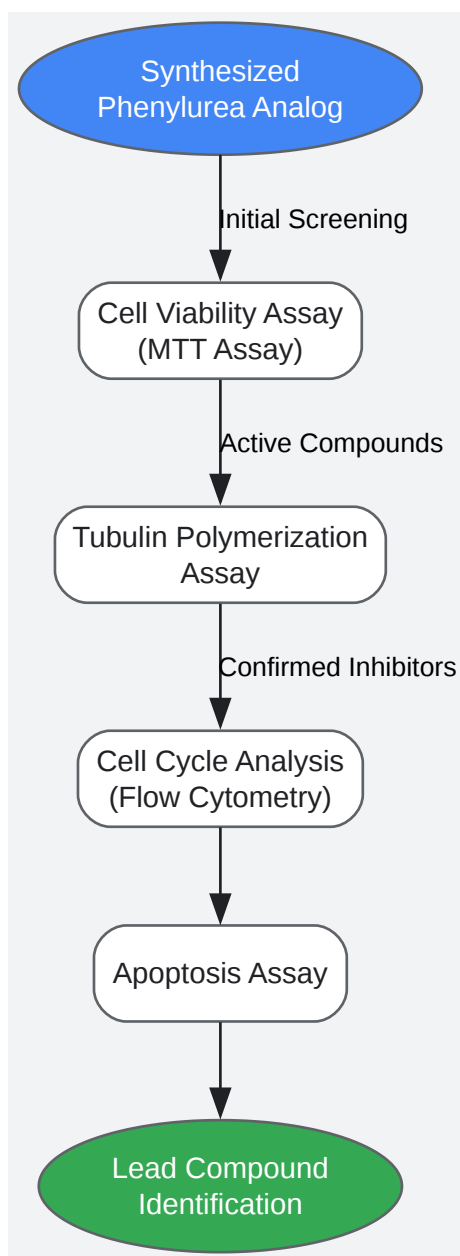 Synthesized
Phenylurea Analog
Initial Screening
Cell Viability Assay
(MTT Assay)
Active Compounds
Tubulin Polymerization
Assay
Confirmed Inhibitors
Cell Cycle Analysis
(Flow Cytometry)
Apoptosis Assay
Lead Compound
Identification